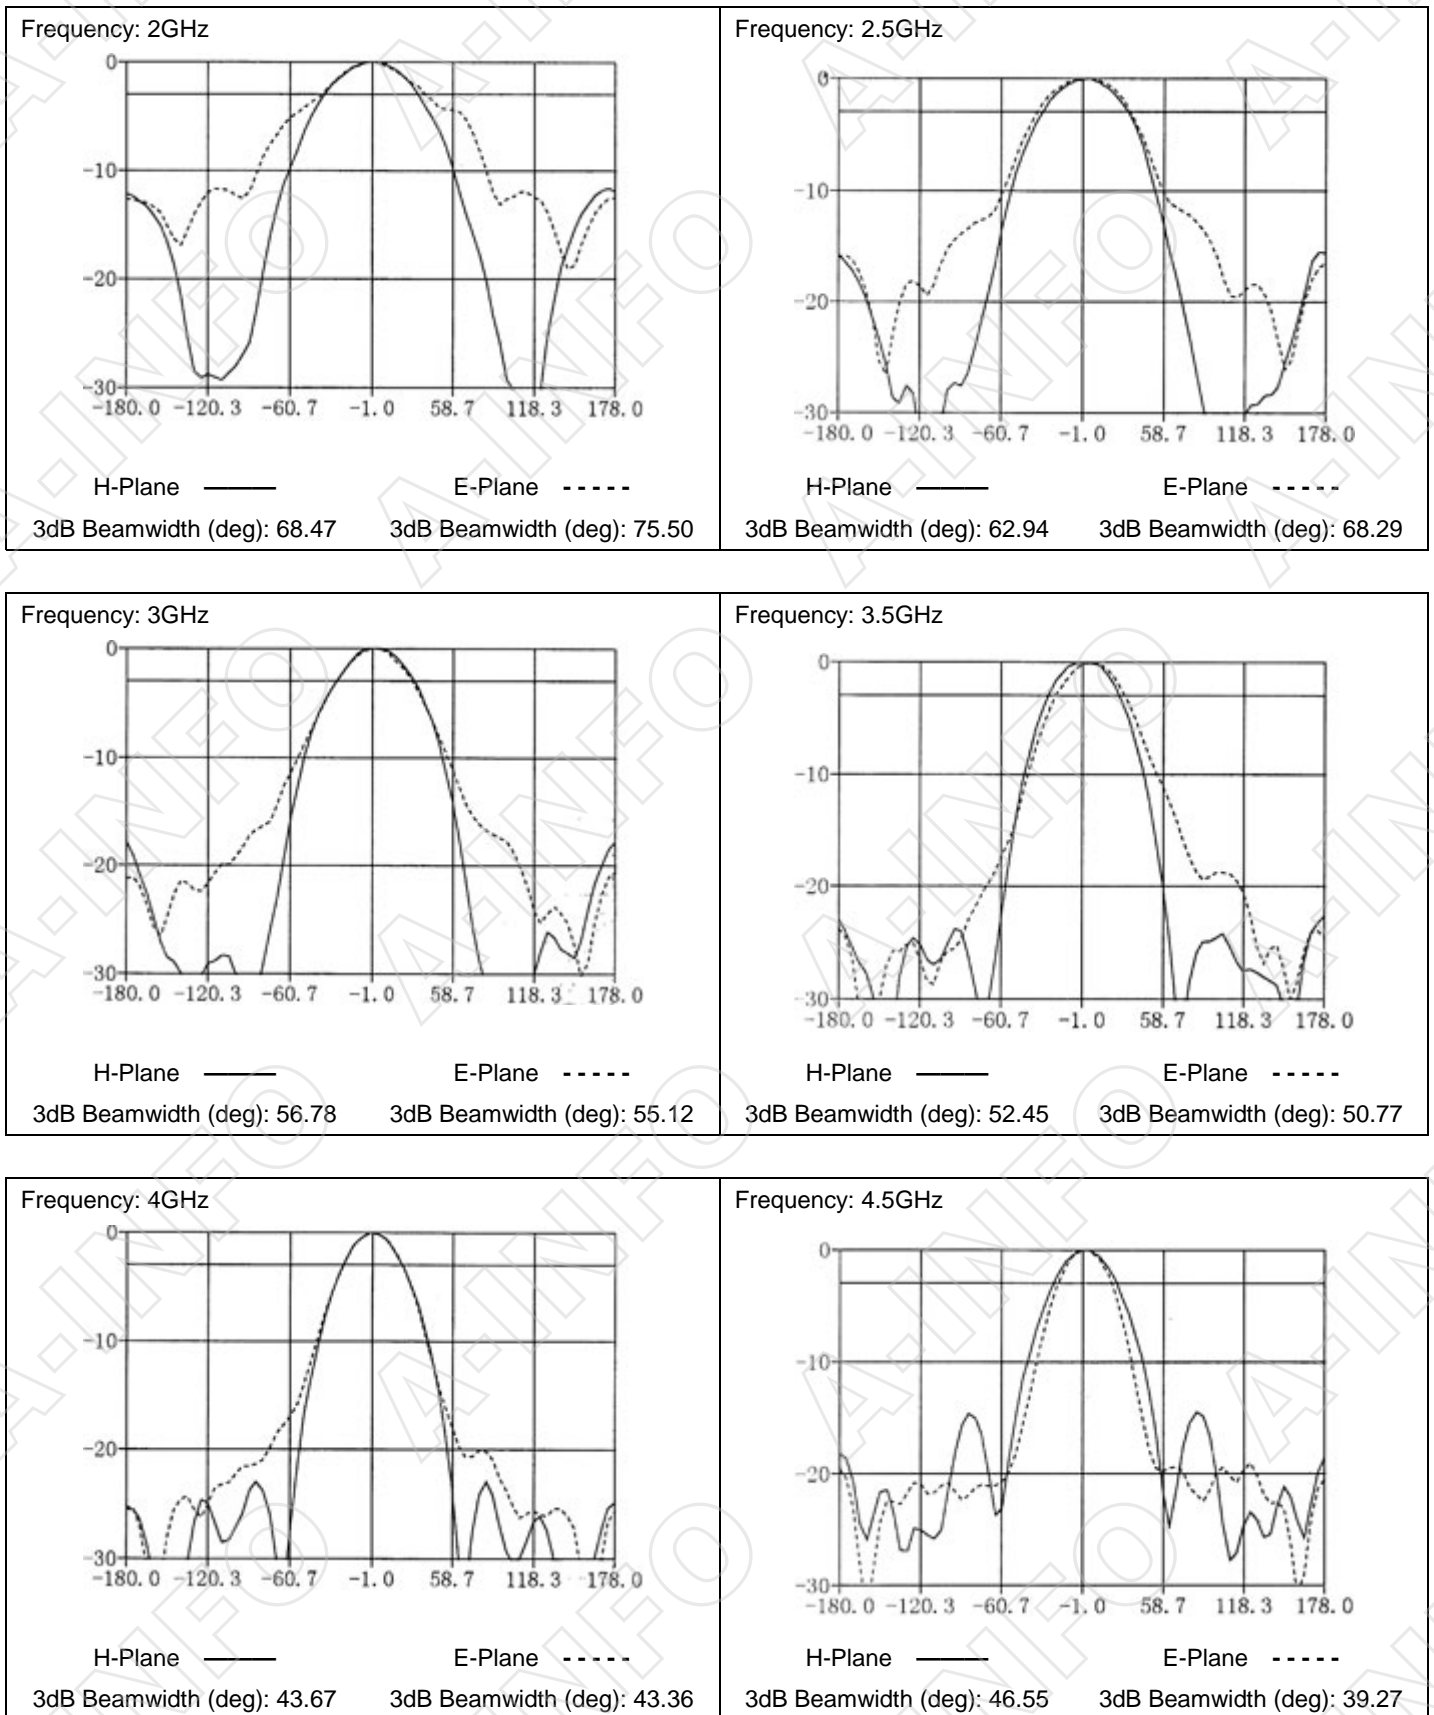 Frequency: 2GHz
0
-10
-20
-30
-180.0 -120.3 -60.7 -1.0 58.7 118.3 178.0
H-Plane
E-Plane
3dB Beamwidth (deg): 68.47
3dB Beamwidth (deg): 75.50
Frequency: 2.5GHz
0
-10
-20
-30
-180.0 -120.3 -60.7 -1.0 58.7 118.3 178.0
H-Plane
E-Plane
3dB Beamwidth (deg): 62.94
3dB Beamwidth (deg): 68.29
Frequency: 3GHz
0
-10
-20
-30
-180.0 -120.3 -60.7 -1.0 58.7 118.3 178.0
H-Plane
E-Plane
3dB Beamwidth (deg): 56.78
3dB Beamwidth (deg): 55.12
Frequency: 3.5GHz
0
-10
-20
-30
-180.0 -120.3 -60.7 -1.0 58.7 118.3 178.0
H-Plane
E-Plane
3dB Beamwidth (deg): 52.45
3dB Beamwidth (deg): 50.77
Frequency: 4GHz
0
-10
-20
-30
-180.0 -120.3 -60.7 -1.0 58.7 118.3 178.0
H-Plane
E-Plane
3dB Beamwidth (deg): 43.67
3dB Beamwidth (deg): 43.36
Frequency: 4.5GHz
0
-10
-20
-30
-180.0 -120.3 -60.7 -1.0 58.7 118.3 178.0
H-Plane
E-Plane
3dB Beamwidth (deg): 46.55
3dB Beamwidth (deg): 39.27
A-INFO